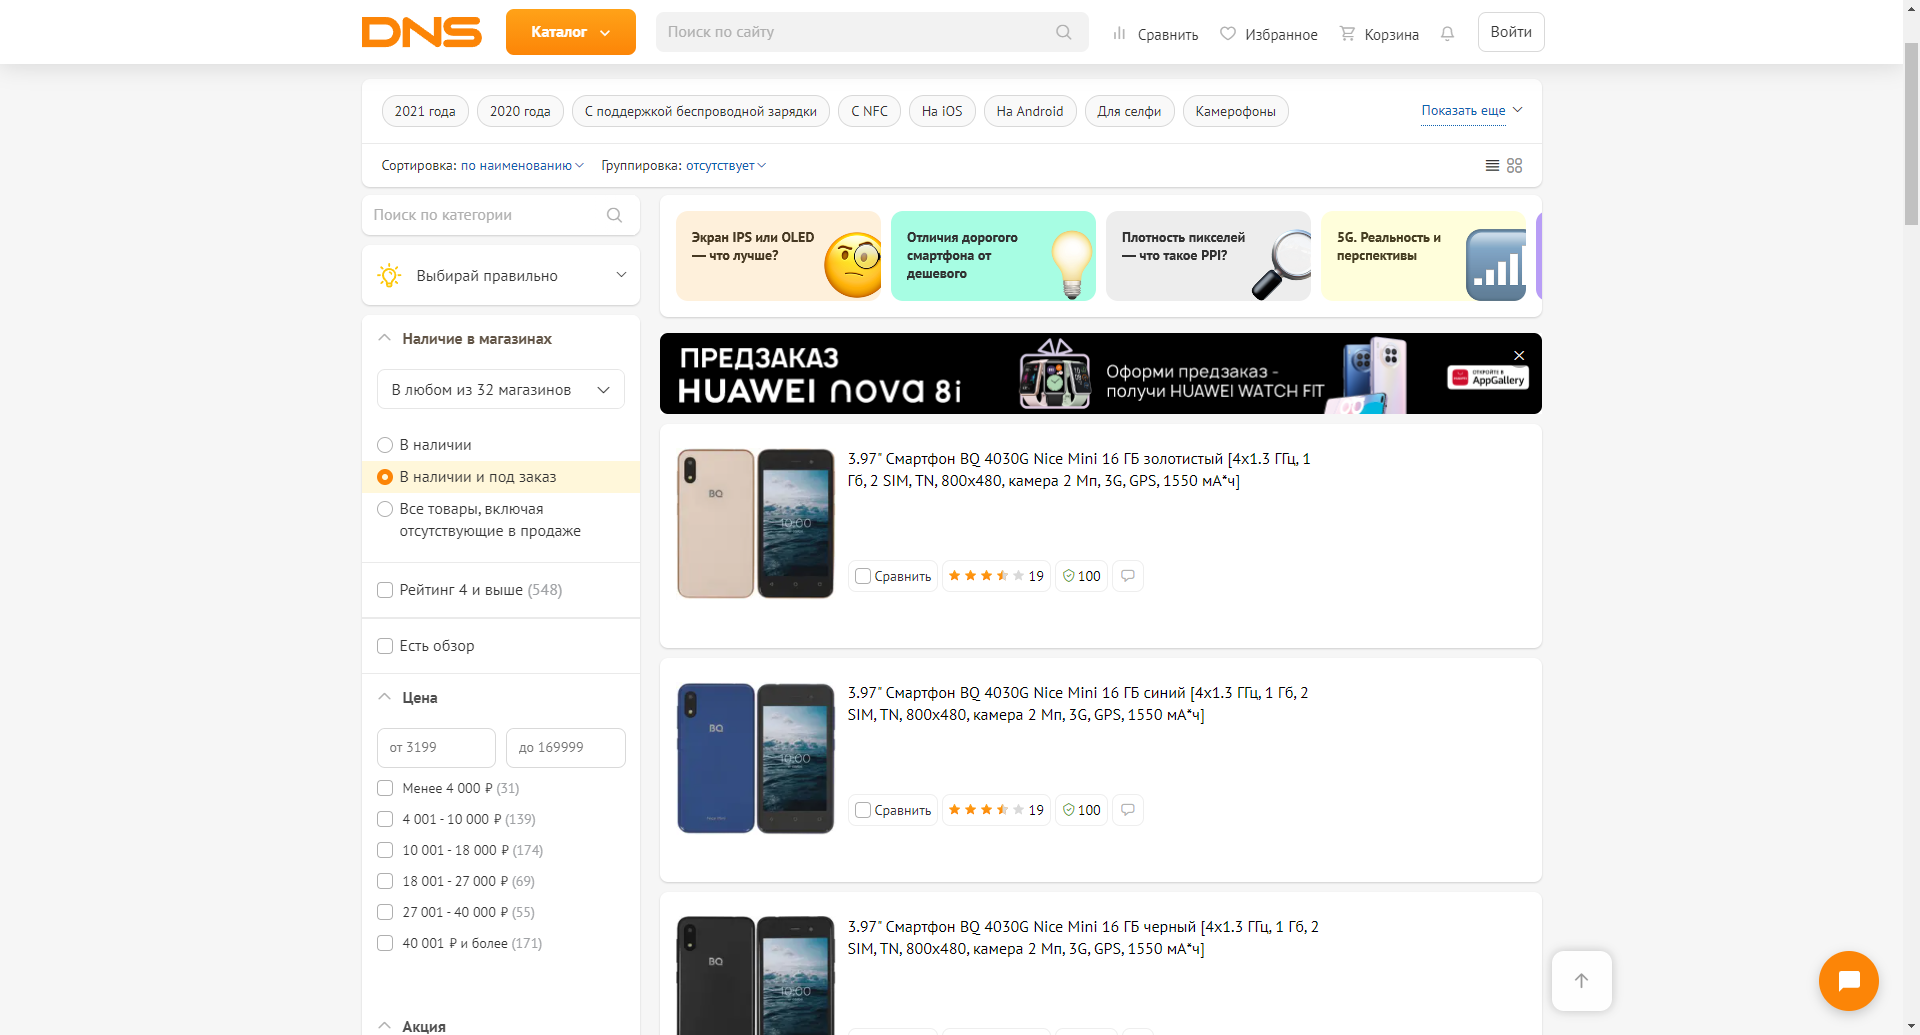 DNS
Каталог
Поиск по сайту
Сравнить
Избранное
Корзина
Войти
2021 года
2020 года
С поддержкой беспроводной зарядки
С NFC
На iOS
На Android
Для селфи
Камерофоны
Показать еще
Сортировка: по наименованию
Группировка: отсутствует
Поиск по категории
Выбирай правильно
Наличие в магазинах
В любом из 32 магазинов
В наличии
В наличии и под заказ
Все товары, включая
отсутствующие в продаже
Рейтинг 4 и выше (548)
Есть обзор
Цена
от 3199
до 169999
Менее 4 000 ₽ (31)
4 001 - 10 000 ₽ (139)
10 001 - 18 000 ₽ (174)
18 001 - 27 000 ₽ (69)
27 001 - 40 000 ₽ (55)
40 001 ₽ и более (171)
Акция
Экран IPS или OLED
— что лучше?
Отличия дорогого
смартфона от
дешевого
Плотность пикселей
— что такое PPI?
5G. Реальность и
перспективы
ПРЕДЗАКАЗ
HUAWEI nova 8i
Оформи предзаказ -
получи HUAWEI WATCH FIT
ОТКРОЙТЕ В
AppGallery
BQ
10:00
3.97" Смартфон BQ 4030G Nice Mini 16 ГБ золотистый [4x1.3 ГГц, 1
Гб, 2 SIM, TN, 800x480, камера 2 Мп, 3G, GPS, 1550 мА*ч]
Сравнить
19
100
BQ
10:00
3.97" Смартфон BQ 4030G Nice Mini 16 ГБ синий [4x1.3 ГГц, 1 Гб, 2
SIM, TN, 800x480, камера 2 Мп, 3G, GPS, 1550 мА*ч]
Сравнить
19
100
BQ
10:00
3.97" Смартфон BQ 4030G Nice Mini 16 ГБ черный [4x1.3 ГГц, 1 Гб, 2
SIM, TN, 800x480, камера 2 Мп, 3G, GPS, 1550 мА*ч]